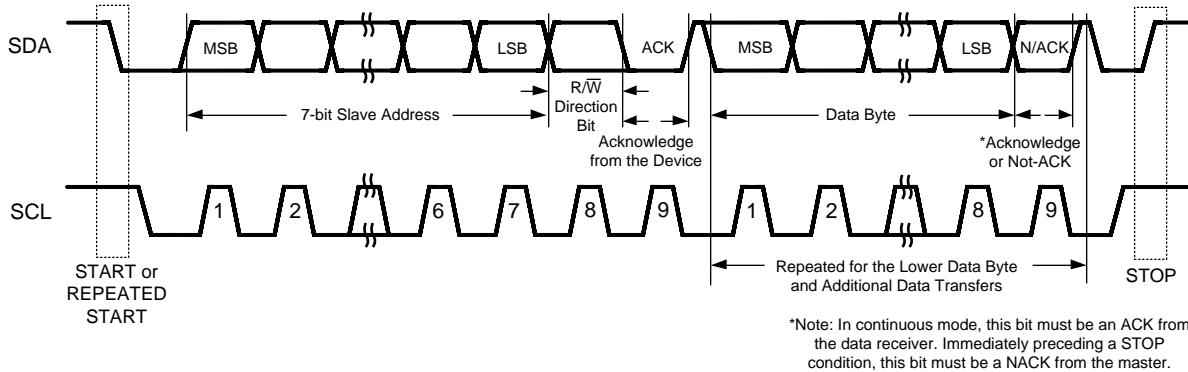 SDA
MSB
LSB
ACK
MSB
LSB
N/ACK
R/W̅
Direction
Bit
7-bit Slave Address
Data Byte
Acknowledge
from the Device
*Acknowledge
or Not-ACK
SCL
1
2
6
7
8
9
1
2
8
9
START or
REPEATED
START
Repeated for the Lower Data Byte
and Additional Data Transfers
STOP
*Note: In continuous mode, this bit must be an ACK from
the data receiver. Immediately preceding a STOP
condition, this bit must be a NACK from the master.